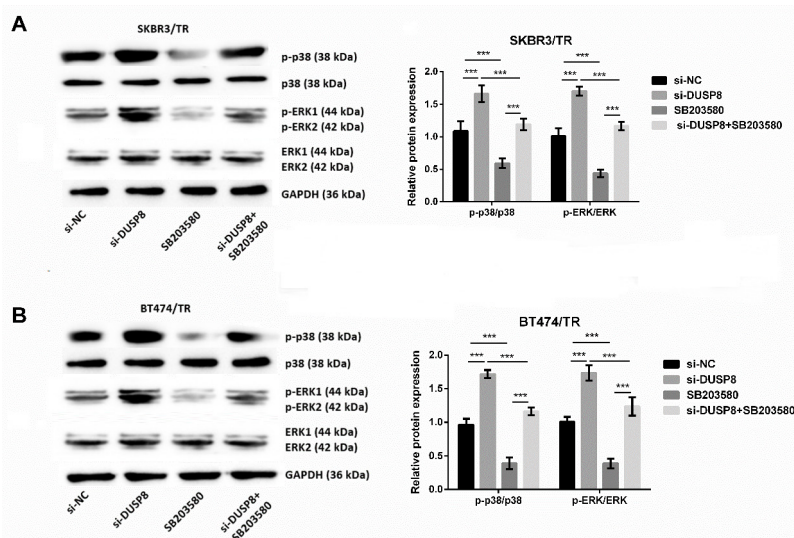 A
SKBR3/TR
p-p38 (38 kDa)
p38 (38 kDa)
p-ERK1 (44 kDa)
p-ERK2 (42 kDa)
ERK1 (44 kDa)
ERK2 (42 kDa)
GAPDH (36 kDa)
si-NC
si-DUSP8
SB203580
si-DUSP8+
SB203580
SKBR3/TR
Relative protein expression
2.0
1.5
1.0
0.5
0.0
*** *** *** ***
*** *** *** ***
p-p38/p38
p-ERK/ERK
si-NC
si-DUSP8
SB203580
si-DUSP8+SB203580
B
BT474/TR
p-p38 (38 kDa)
p38 (38 kDa)
p-ERK1 (44 kDa)
p-ERK2 (42 kDa)
ERK1 (44 kDa)
ERK2 (42 kDa)
GAPDH (36 kDa)
si-NC
si-DUSP8
SB203580
si-DUSP8+
SB203580
BT474/TR
Relative protein expression
2.0
1.5
1.0
0.5
0.0
*** *** *** ***
*** *** *** ***
p-p38/p38
p-ERK/ERK
si-NC
si-DUSP8
SB203580
si-DUSP8+SB203580